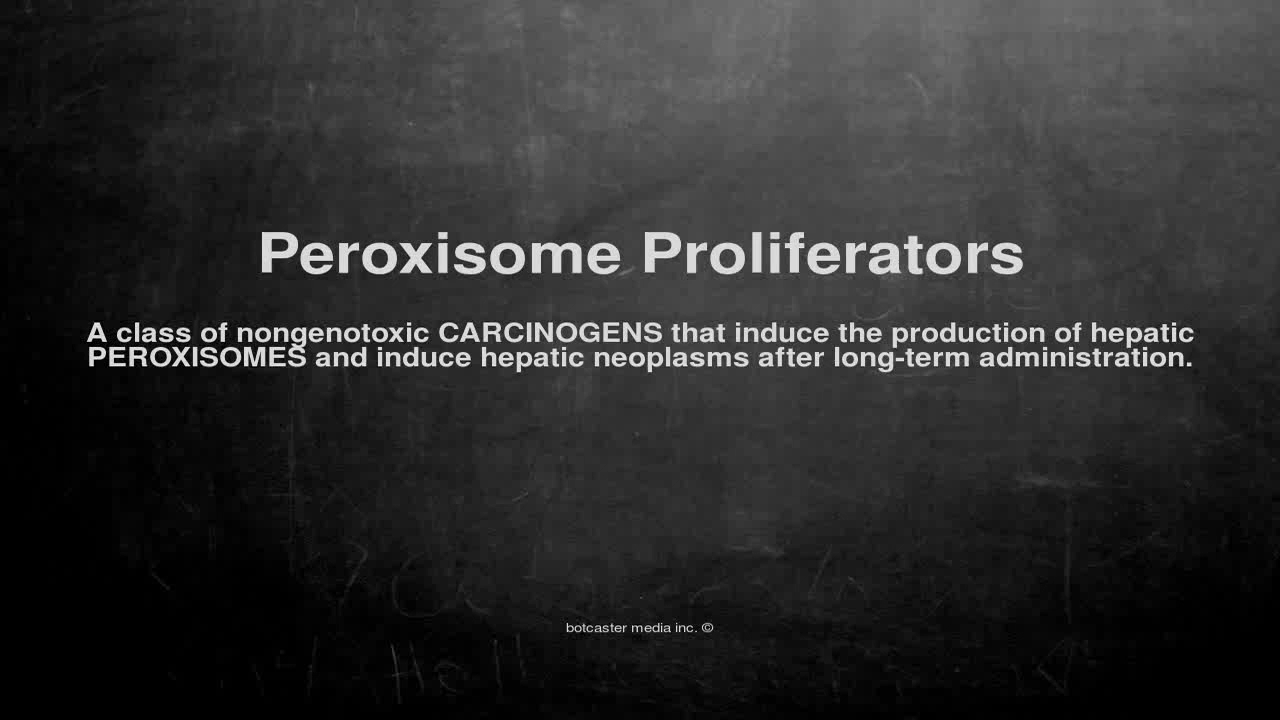 Peroxisome Proliferators
A class of nongenotoxic CARCINOGENS that induce the production of hepatic
PEROXISOMES and induce hepatic neoplasms after long-term administration.
botcaster media inc. ©